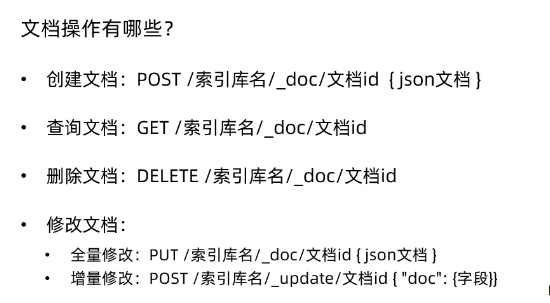 文档操作有哪些？
• 创建文档：POST /索引库名/_doc/文档id { json文档 }
• 查询文档：GET /索引库名/_doc/文档id
• 删除文档：DELETE /索引库名/_doc/文档id
• 修改文档：
• 全量修改：PUT /索引库名/_doc/文档id { json文档 }
• 增量修改：POST /索引库名/_update/文档id { "doc": {字段}}